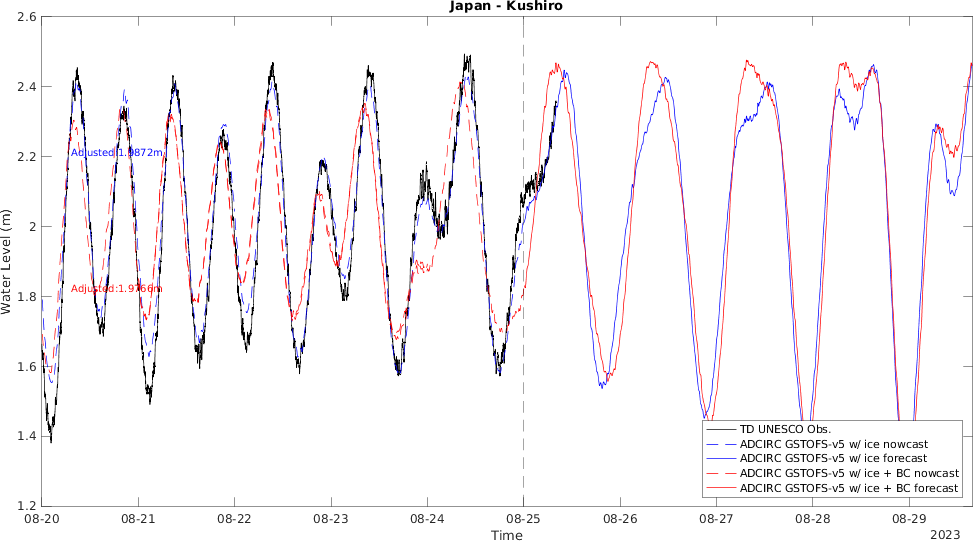 Japan - Kushiro
2.6
2.4
2.2
2
1.8
1.6
1.4
1.2
Water Level (m)
Adjusted:1.9872m
Adjusted:1.9766m
TD UNESCO Obs.
ADCIRC GSTOFS-v5 w/ ice nowcast
ADCIRC GSTOFS-v5 w/ ice forecast
ADCIRC GSTOFS-v5 w/ ice + BC nowcast
ADCIRC GSTOFS-v5 w/ ice + BC forecast
08-20 08-21 08-22 08-23 08-24 08-25 08-26 08-27 08-28 08-29
Time
2023